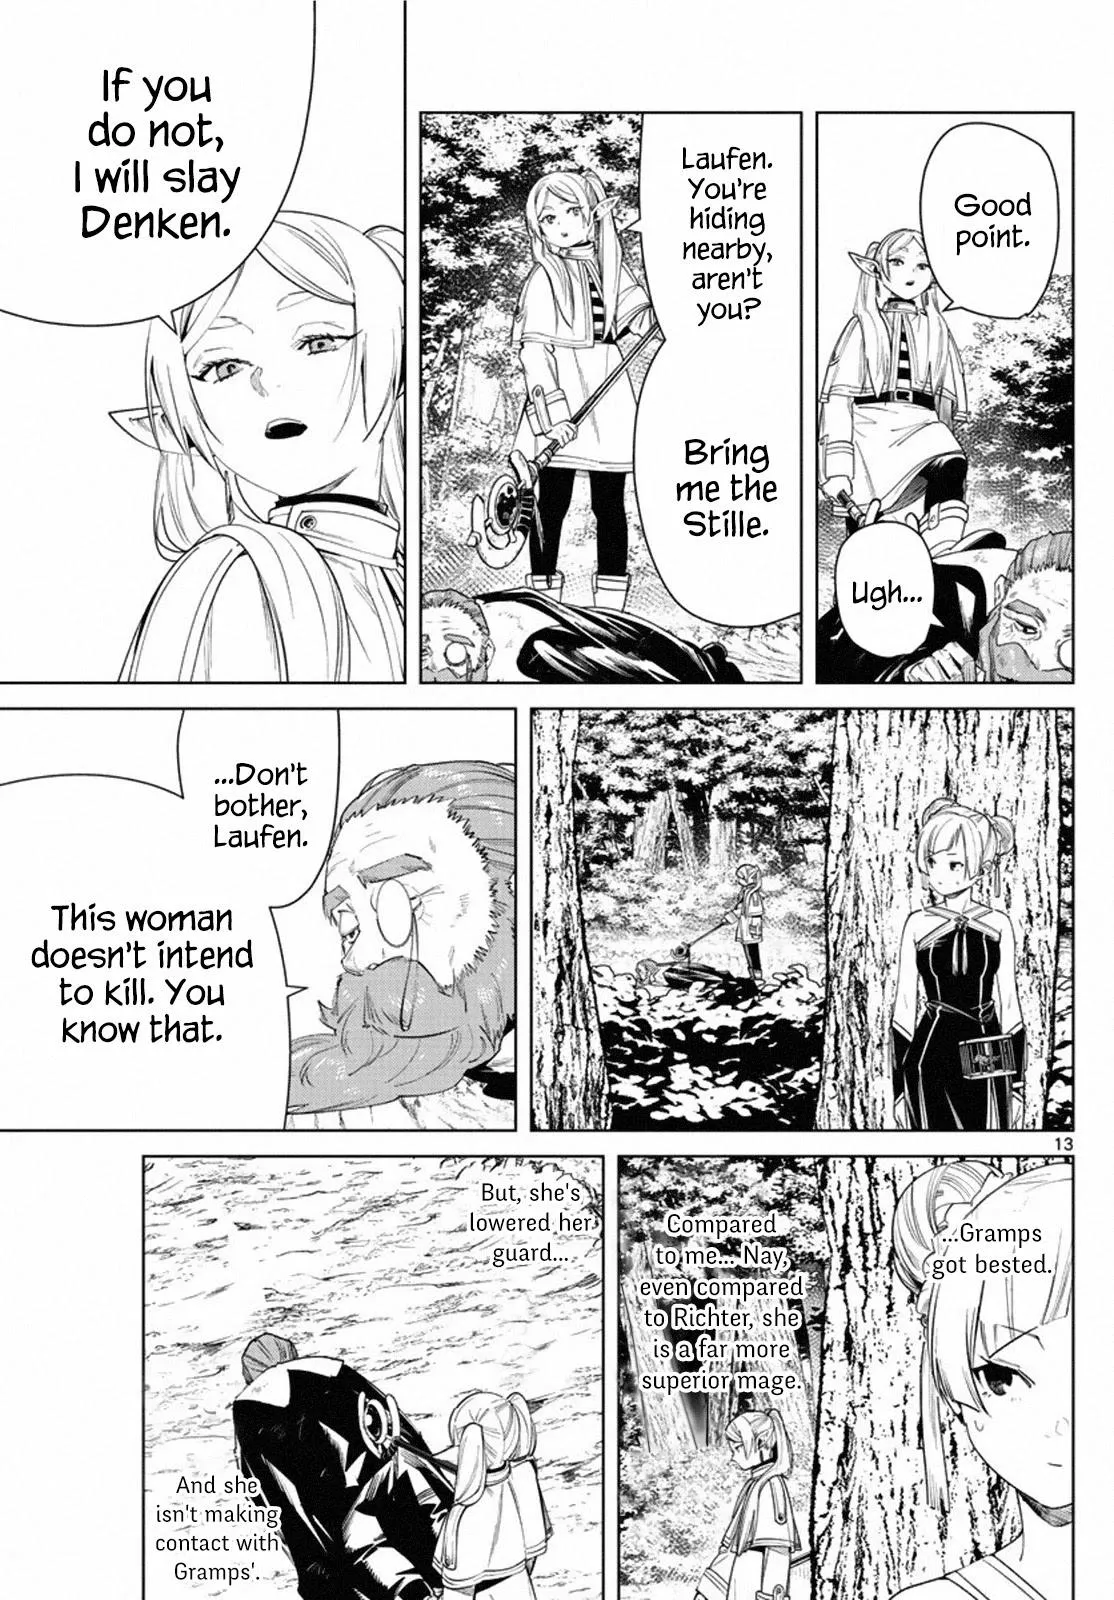 Good
point.
Ugh...
Laufen.
You're
hiding
nearby,
aren't
you?
Bring
me the
Stille.
If you
do not,
I will slay
Denken.
...Don't
bother,
Laufen.
This woman
doesn't intend
to kill. You
know that.
13
...Gramps
got bested.
Compared
to me... Nay,
even compared
to Richter, she
is a far more
superior mage.
But, she's
lowered her
guard...
And she
isn't making
contact with
Gramps'.